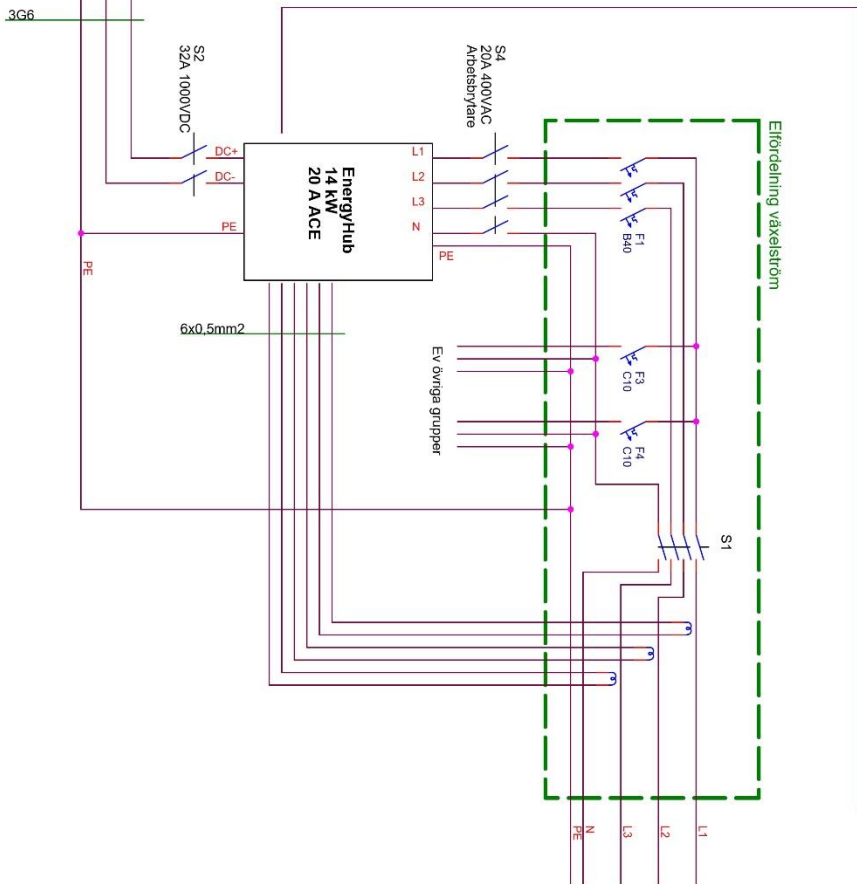 3G6
S2
32A 1000VDC
S4
20A 400VAC
Arbetsbrytare
Elfördelning växelström
DC+
DC-
PE
EnergyHub
14 kW
20 A ACE
L1
L2
L3
N
PE
F1
B40
PE
6x0,5mm2
Ev övriga grupper
F3
C10
F4
C10
S1
PE
N
L3
L2
L1